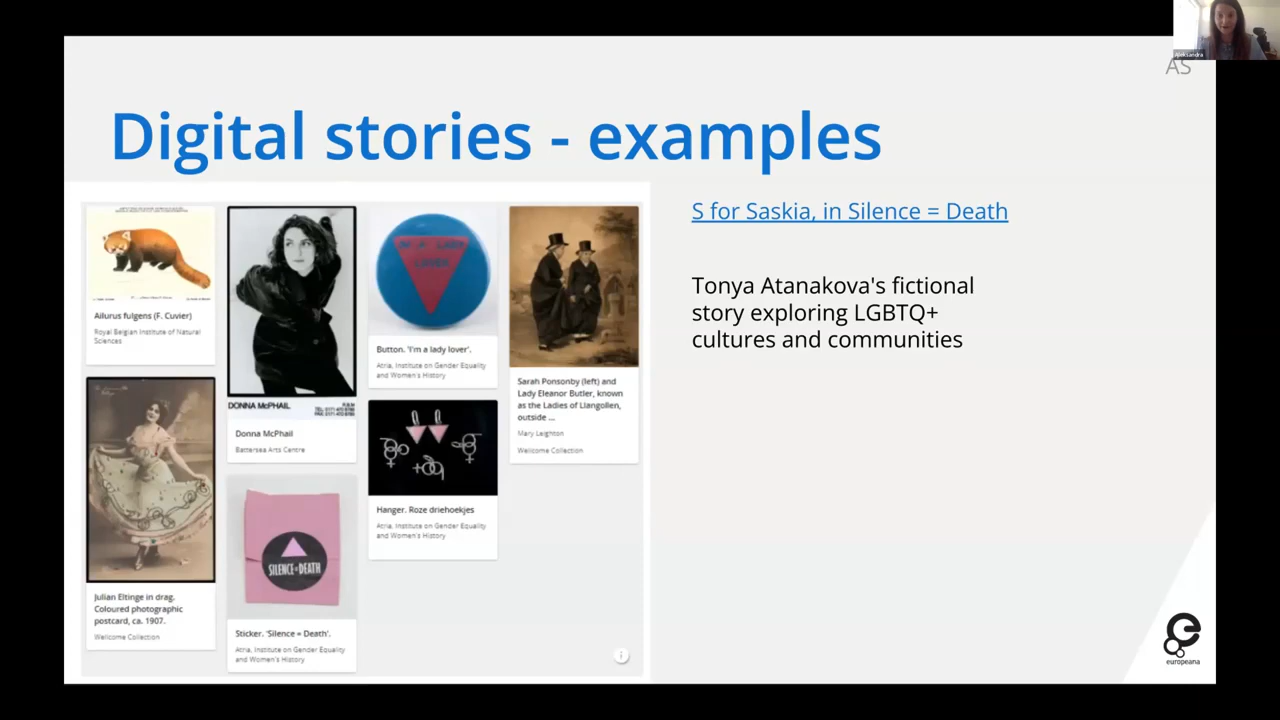 Aleksandra
AS
Digital stories - examples
Ailurus fulgens (F. Cuvier)
Royal Belgian Institute of Natural
Sciences
Julian Eltinge in drag.
Coloured photographic
postcard, ca. 1907.
Wellcome Collection
DONNA McPHAIL
Donna McPhail
Battersea Arts Centre
SILENCE=DEATH
Sticker. 'Silence = Death'.
Atria, Institute on Gender Equality
and Women's History
I'M A LADY
LOVER
Button. 'I'm a lady lover'.
Atria, Institute on Gender Equality
and Women's History
Hanger. Roze driehoekjes
Atria, Institute on Gender Equality
and Women's History
Sarah Ponsonby (left) and
Lady Eleanor Butler, known
as the Ladies of Llangollen,
outside ...
Mary Leighton
Wellcome Collection
S for Saskia, in Silence = Death
Tonya Atanakova's fictional
story exploring LGBTQ+
cultures and communities
europeana